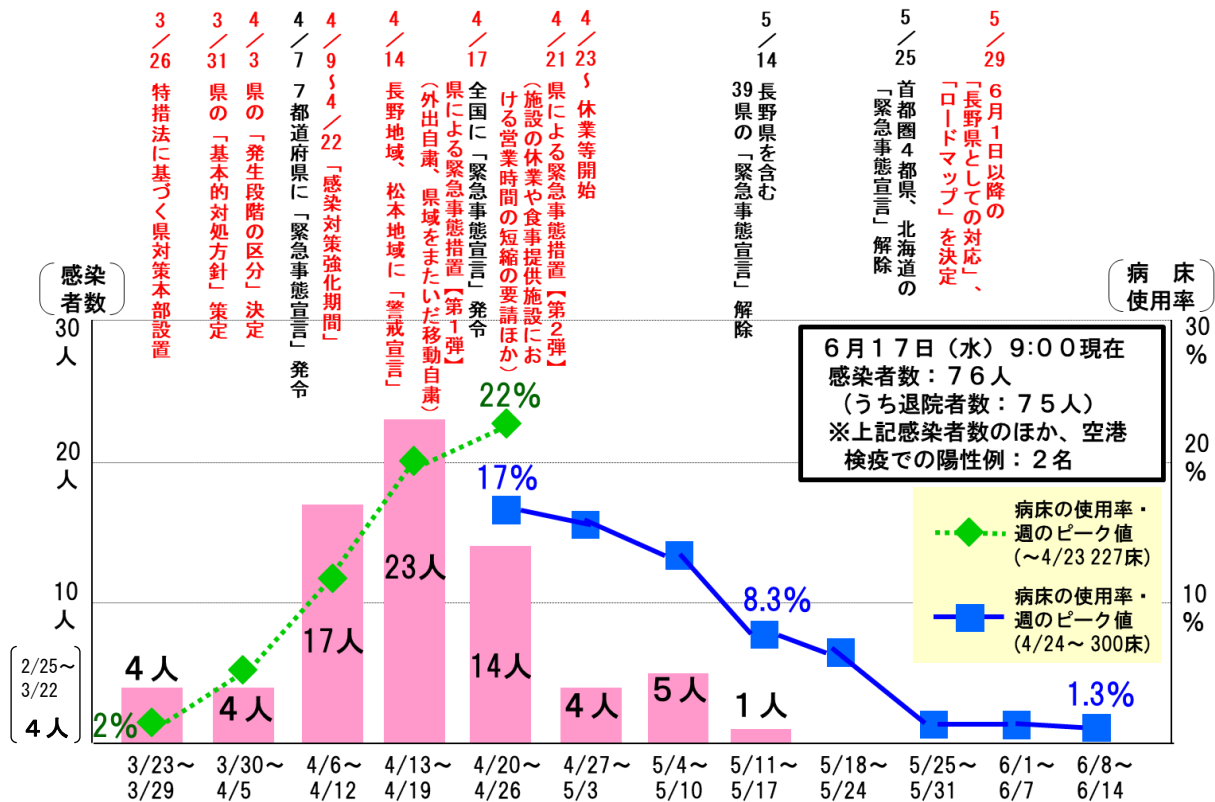 3/26 特措法に基づく県対策本部設置
3/31 県の「基本的対処方針」策定
4/3 県の「発生段階の区分」決定
4/7 7都道府県に「緊急事態宣言」発令
4/9～4/22「感染対策強化期間」
4/14 長野地域、松本地域に「警戒宣言」
4/17 全国に「緊急事態宣言」発令
県による緊急事態措置【第1弾】
（外出自粛、県域をまたいだ移動自粛）
4/21 県による緊急事態措置【第2弾】
（施設の休業や食事提供施設にお
ける営業時間の短縮の要請ほか）
4/23～ 休業等開始
5/14 長野県を含む
39県の「緊急事態宣言」解除
5/25 首都圏4都県、北海道の
「緊急事態宣言」解除
5/29 6月1日以降の
「長野県としての対応」、
「ロードマップ」を決定
感染
者数
病 床
使用率
30
人
20
人
10
人
30
%
20
%
10
%
6月17日（水）9:00現在
感染者数：76人
（うち退院者数：75人）
※上記感染者数のほか、空港
検疫での陽性例：2名
病床の使用率・
週のピーク値
(～4/23 227床)
病床の使用率・
週のピーク値
(4/24～ 300床)
2/25～
3/22
4人
2%
22%
17%
8.3%
1.3%
4人
4人
17人
23人
14人
4人
5人
1人
3/23～
3/29
3/30～
4/5
4/6～
4/12
4/13～
4/19
4/20～
4/26
4/27～
5/3
5/4～
5/10
5/11～
5/17
5/18～
5/24
5/25～
5/31
6/1～
6/7
6/8～
6/14